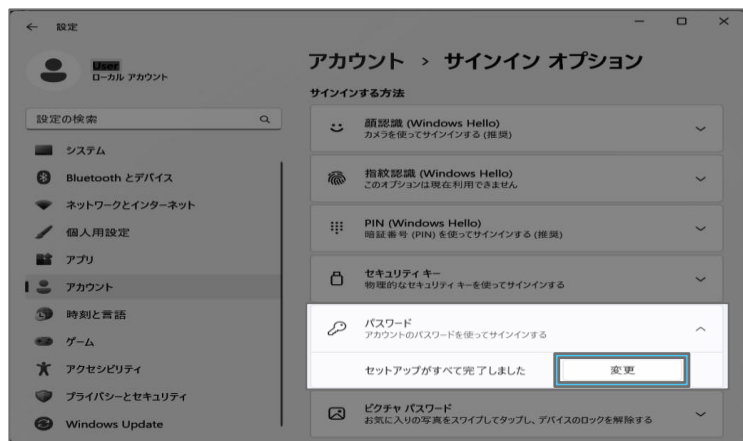 設定
User
ローカル アカウント
設定の検索
システム
Bluetooth とデバイス
ネットワークとインターネット
個人用設定
アプリ
アカウント
時刻と言語
ゲーム
アクセシビリティ
プライバシーとセキュリティ
Windows Update
アカウント > サインイン オプション
サインインする方法
顔認識 (Windows Hello)
カメラを使ってサインインする (推奨)
指紋認識 (Windows Hello)
このオプションは現在利用できません
PIN (Windows Hello)
暗証番号 (PIN) を使ってサインインする (推奨)
セキュリティ キー
物理的なセキュリティ キーを使ってサインインする
パスワード
アカウントのパスワードを使ってサインインする
セットアップがすべて完了しました
変更
ピクチャ パスワード
お気に入りの写真をスワイプしてタップし、デバイスのロックを解除する